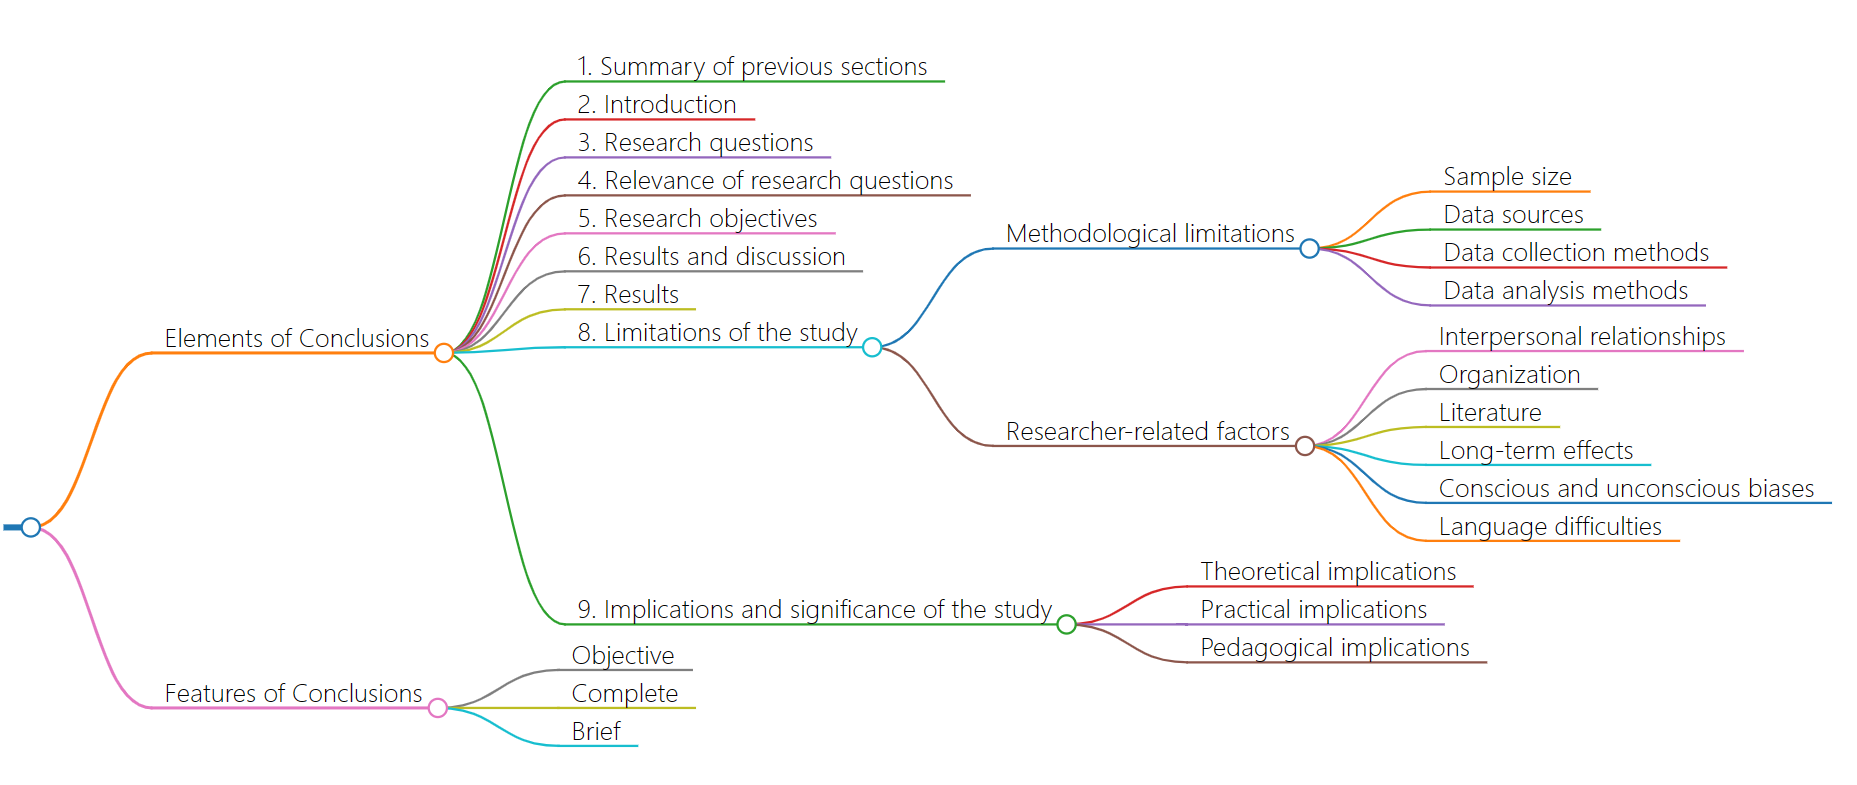 Elements of Conclusions
1. Summary of previous sections
2. Introduction
3. Research questions
4. Relevance of research questions
5. Research objectives
6. Results and discussion
7. Results
8. Limitations of the study
Methodological limitations
Sample size
Data sources
Data collection methods
Data analysis methods
Researcher-related factors
Interpersonal relationships
Organization
Literature
Long-term effects
Conscious and unconscious biases
Language difficulties
9. Implications and significance of the study
Theoretical implications
Practical implications
Pedagogical implications
Features of Conclusions
Objective
Complete
Brief